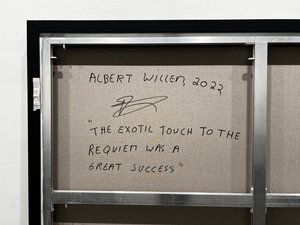 ALBERT WILLEM, 2022
"THE EXOTIC TOUCH TO THE
REQUIEM WAS A
GREAT SUCCESS"